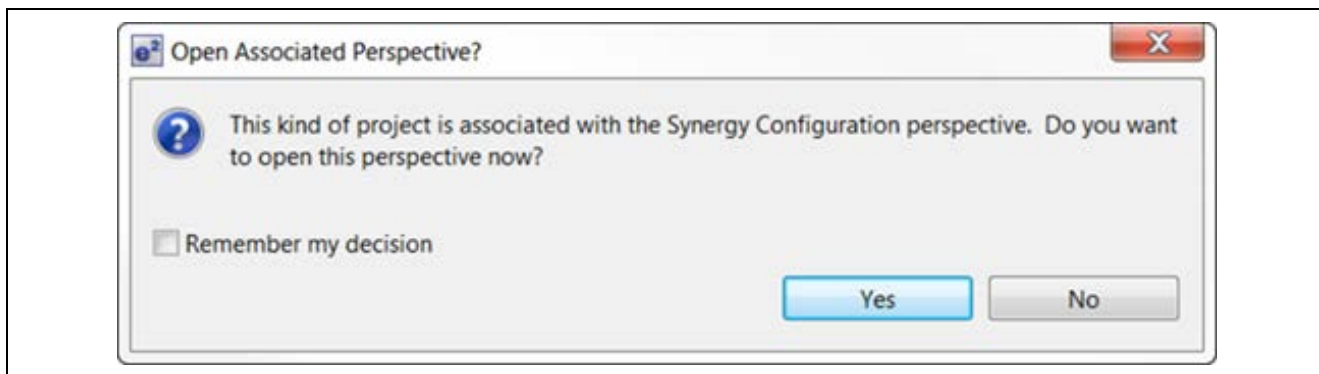 e² Open Associated Perspective?
This kind of project is associated with the Synergy Configuration perspective. Do you want
to open this perspective now?
Remember my decision
Yes No